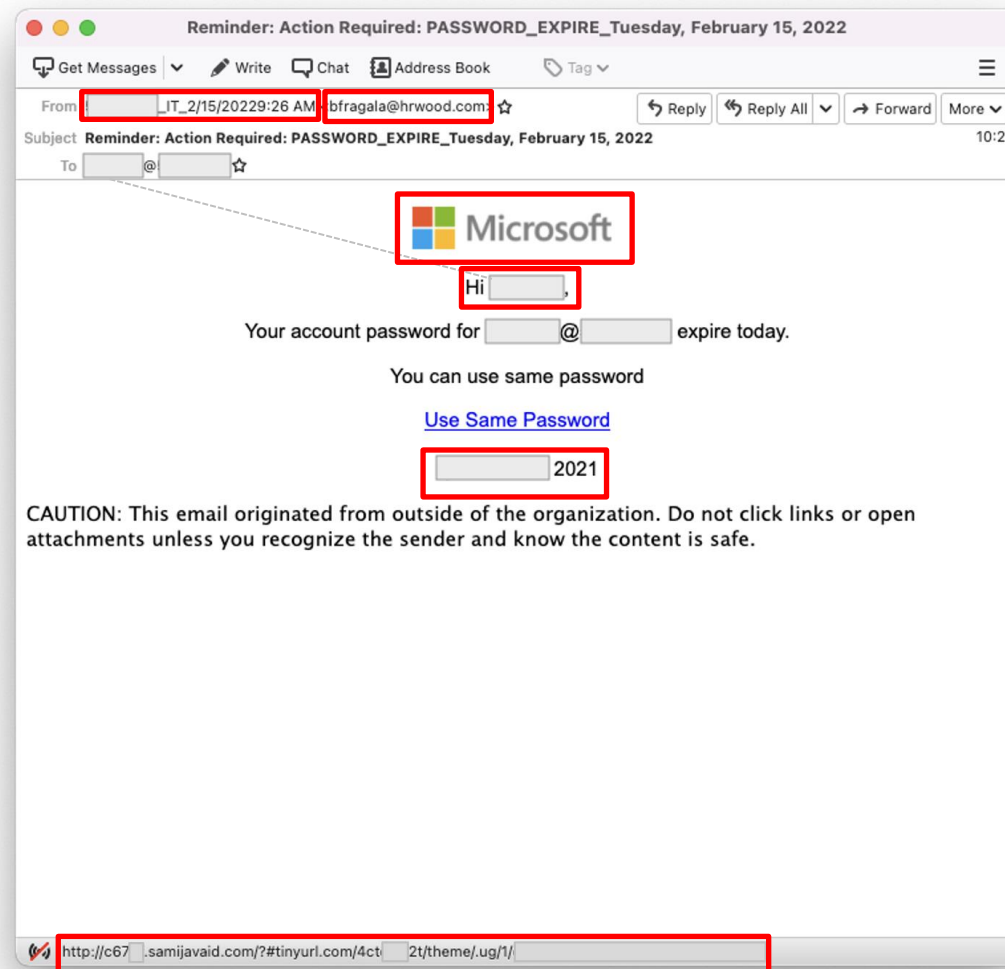 Reminder: Action Required: PASSWORD_EXPIRE_Tuesday, February 15, 2022
Get Messages Write Chat Address Book Tag
From _IT_2/15/20229:26 AM <bfragala@hrwood.com> Reply Reply All Forward More
Subject Reminder: Action Required: PASSWORD_EXPIRE_Tuesday, February 15, 2022 10:2
To @
Microsoft
Hi ,
Your account password for @ expire today.
You can use same password
Use Same Password
2021
CAUTION: This email originated from outside of the organization. Do not click links or open
attachments unless you recognize the sender and know the content is safe.
http://c67 .samijavaid.com/?#tinyurl.com/4ct 2t/theme/.ug/1/